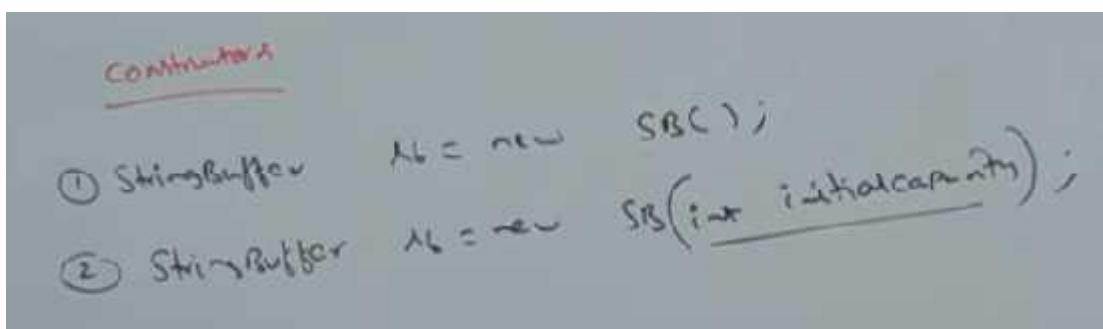 Constructors
① StringBuffer sb = new SB();
② StringBuffer sb = new SB(int initialcapacity);